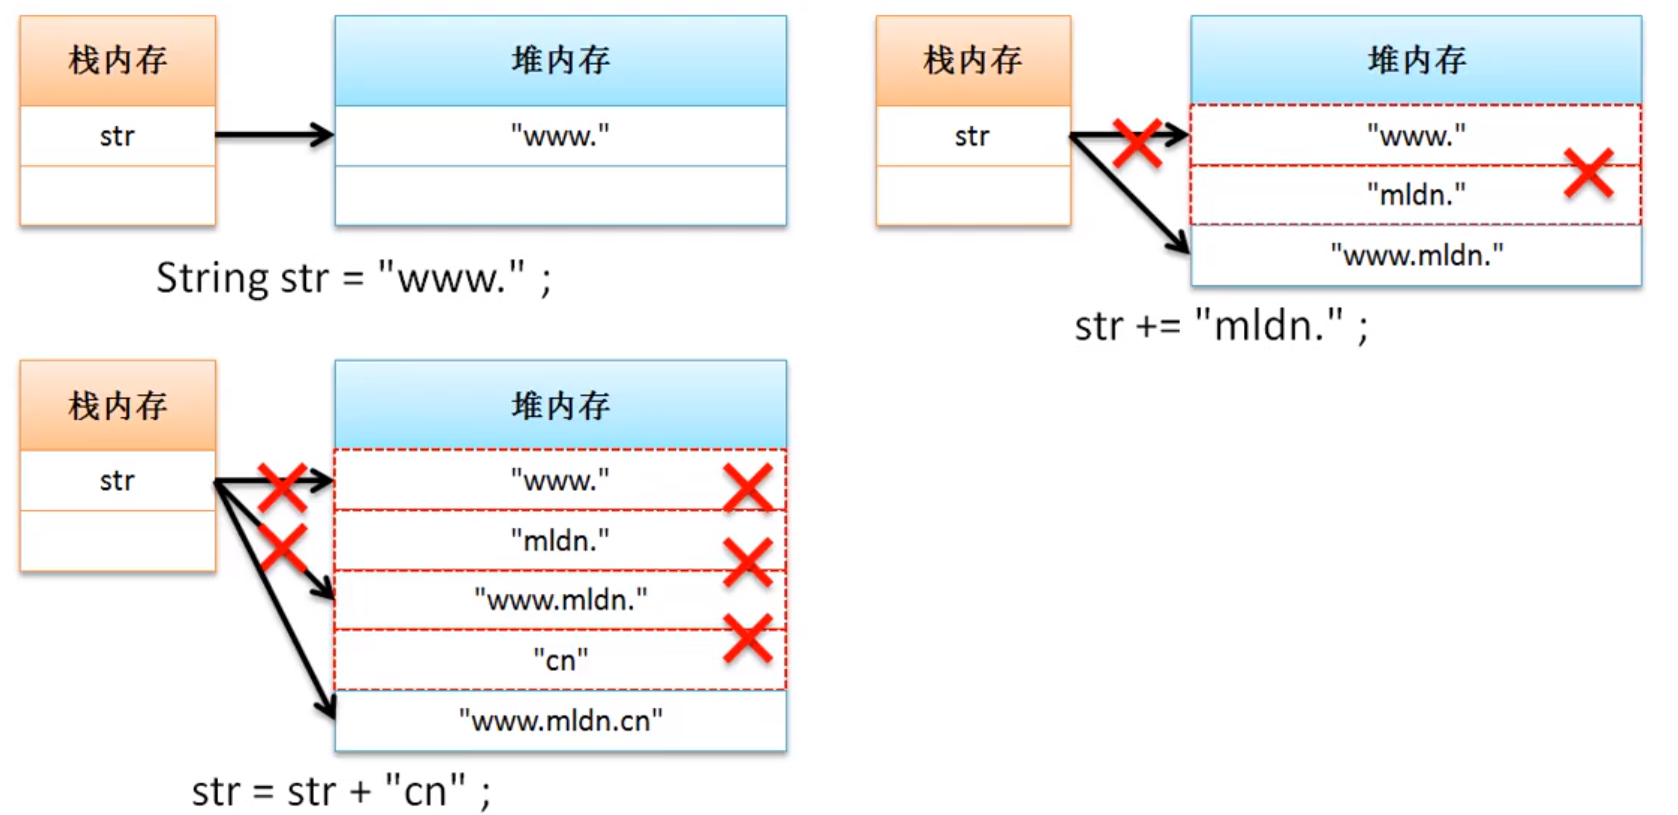 栈内存
堆内存
str
"www."
String str = "www." ;
栈内存
堆内存
str
"www."
"mldn."
"www.mldn."
str += "mldn." ;
栈内存
堆内存
str
"www."
"mldn."
"www.mldn."
"cn"
"www.mldn.cn"
str = str + "cn" ;